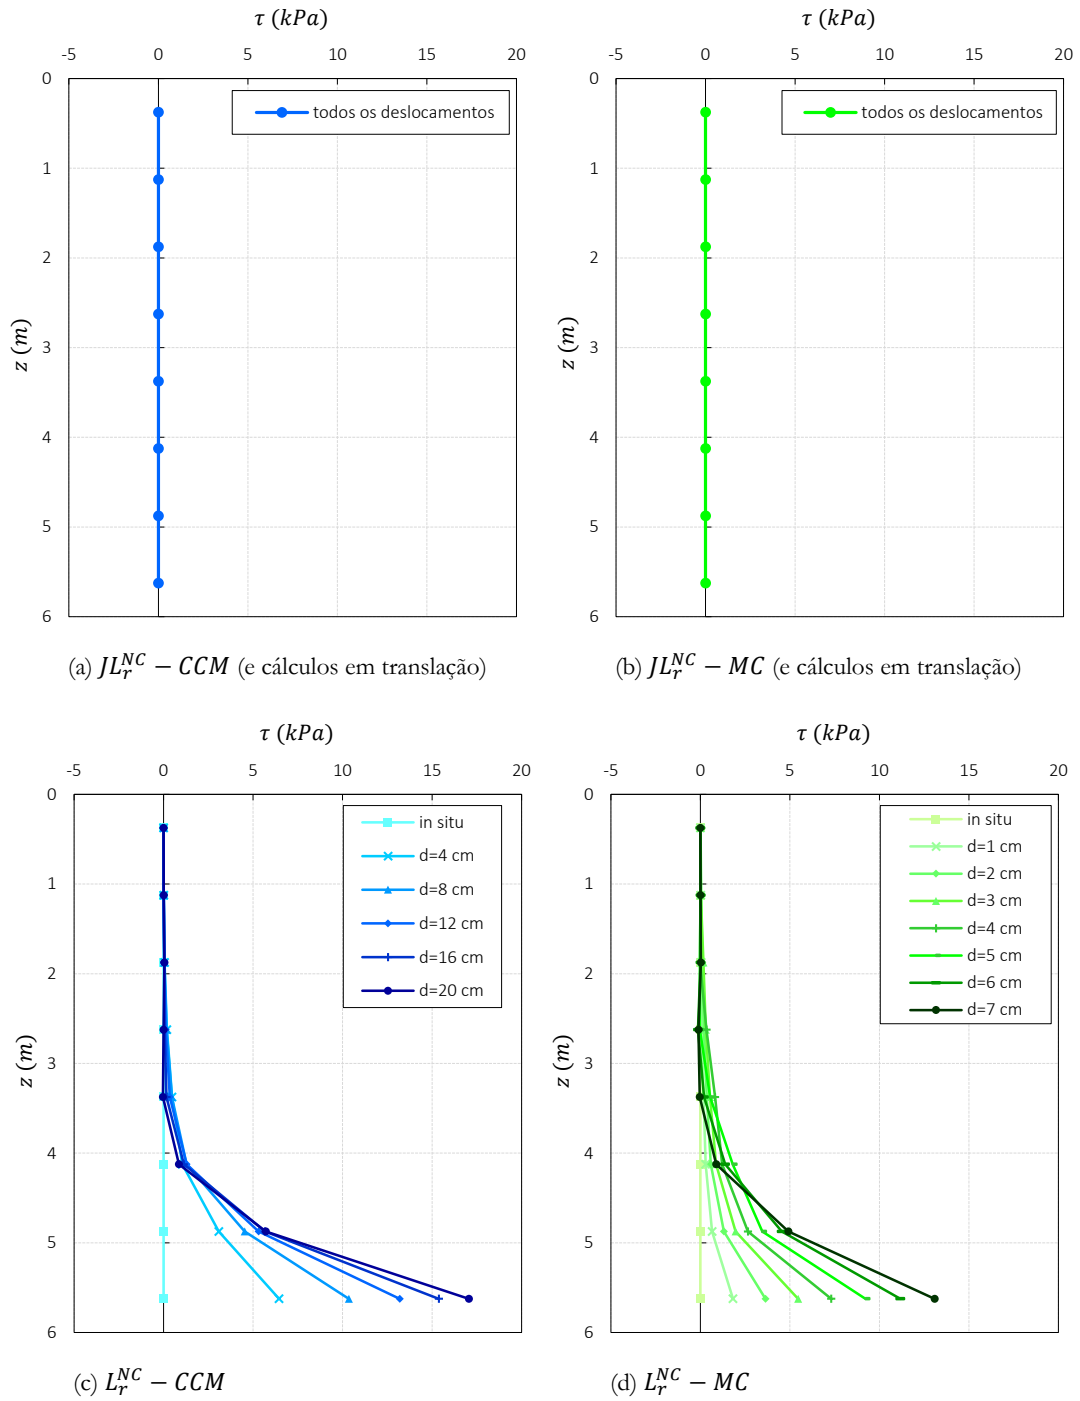 τ (kPa)
-5 0 5 10 15 20
0
1
2
3
4
5
6
z (m)
todos os deslocamentos
(a) JL_r^NC − CCM (e cálculos em translação)
τ (kPa)
-5 0 5 10 15 20
0
1
2
3
4
5
6
z (m)
todos os deslocamentos
(b) JL_r^NC − MC (e cálculos em translação)
τ (kPa)
-5 0 5 10 15 20
0
1
2
3
4
5
6
z (m)
in situ
d=4 cm
d=8 cm
d=12 cm
d=16 cm
d=20 cm
(c) L_r^NC − CCM
τ (kPa)
-5 0 5 10 15 20
0
1
2
3
4
5
6
z (m)
in situ
d=1 cm
d=2 cm
d=3 cm
d=4 cm
d=5 cm
d=6 cm
d=7 cm
(d) L_r^NC − MC